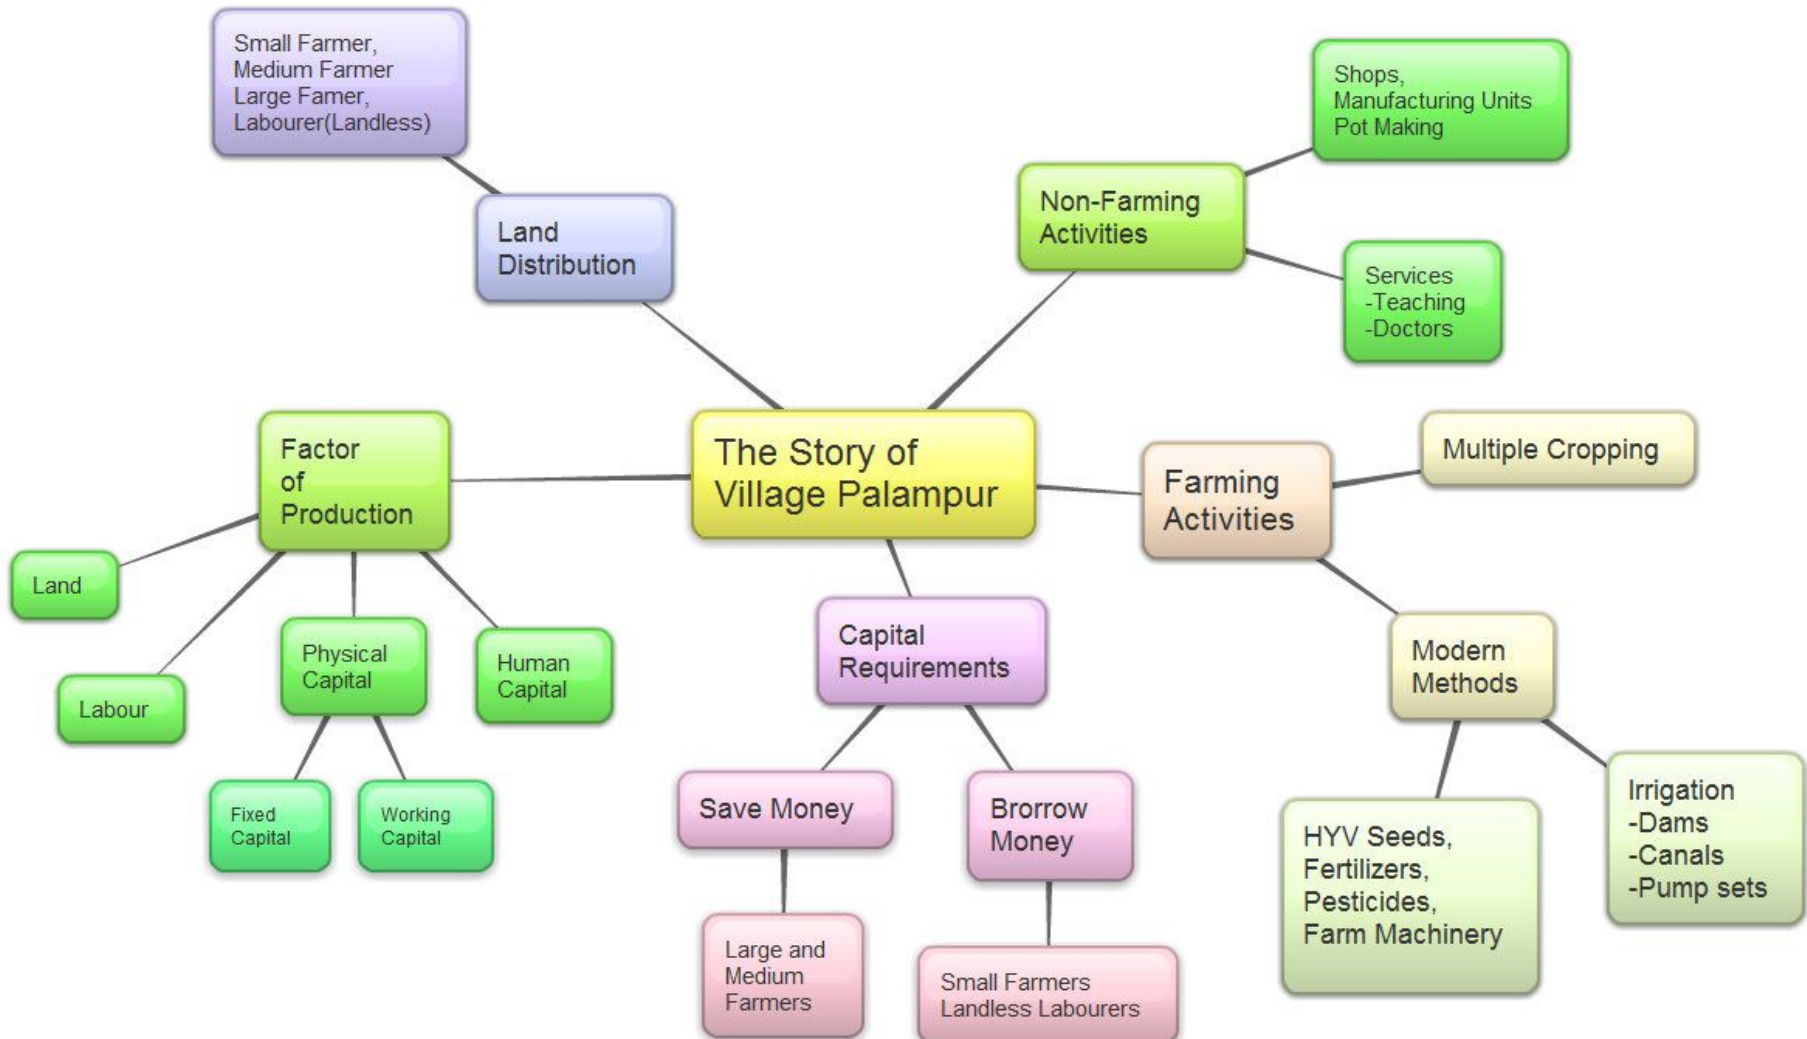 Small Farmer,
Medium Farmer
Large Famer,
Labourer(Landless)
Land
Distribution
Shops,
Manufacturing Units
Pot Making
Non-Farming
Activities
Services
-Teaching
-Doctors
The Story of
Village Palampur
Factor
of
Production
Land
Labour
Physical
Capital
Human
Capital
Fixed
Capital
Working
Capital
Capital
Requirements
Save Money
Brorrow
Money
Large and
Medium
Farmers
Small Farmers
Landless Labourers
Farming
Activities
Multiple Cropping
Modern
Methods
HYV Seeds,
Fertilizers,
Pesticides,
Farm Machinery
Irrigation
-Dams
-Canals
-Pump sets